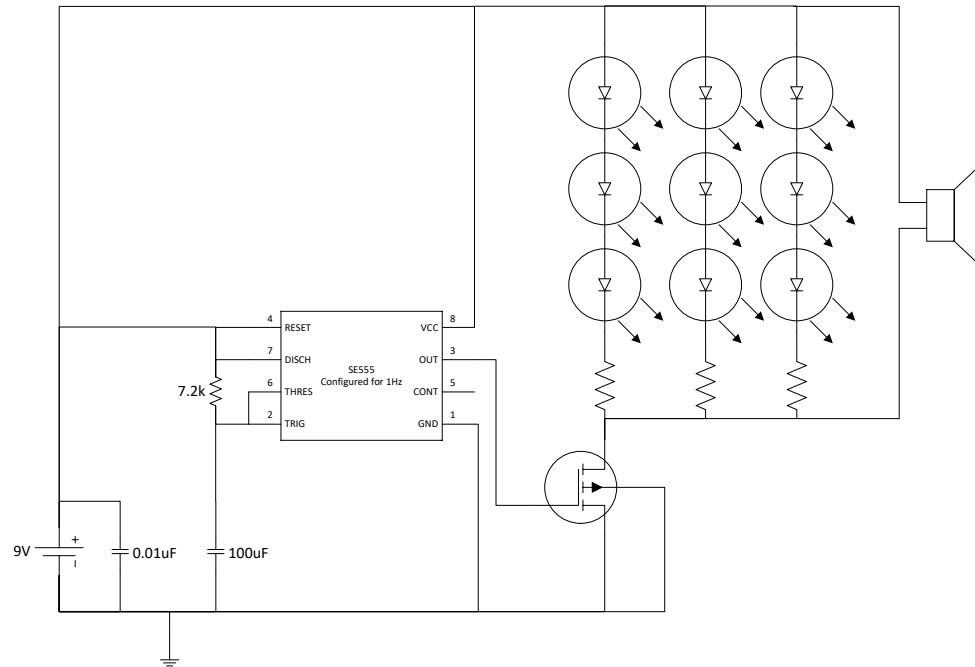 4 RESET VCC 8
7 DISCH OUT 3
SE555
Configured for 1Hz
7.2k
6 THRES CONT 5
2 TRIG GND 1
9V
+
-
0.01uF
100uF